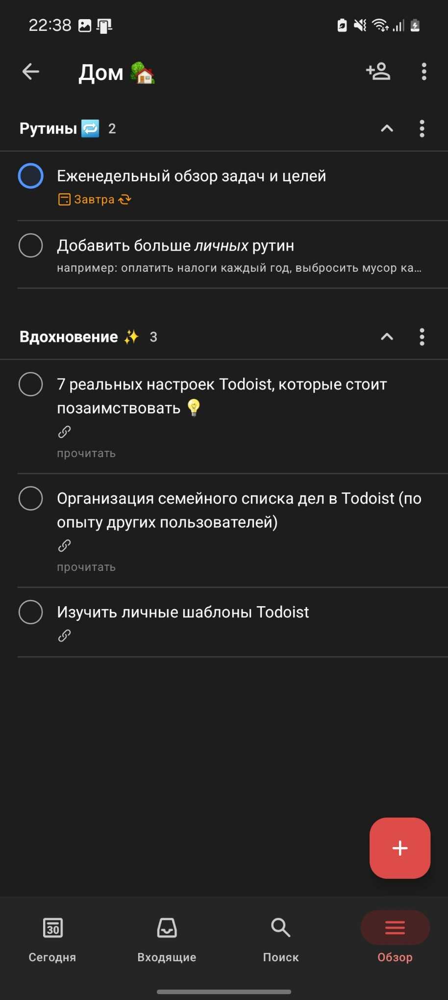 22:38
Дом 🏡
Рутины 🔁 2
Еженедельный обзор задач и целей
Завтра
Добавить больше личных рутин
например: оплатить налоги каждый год, выбросить мусор ка...
Вдохновение ✨ 3
7 реальных настроек Todoist, которые стоит
позаимствовать 💡
прочитать
Организация семейного списка дел в Todoist (по
опыту других пользователей)
прочитать
Изучить личные шаблоны Todoist
30
Сегодня
Входящие
Поиск
Обзор